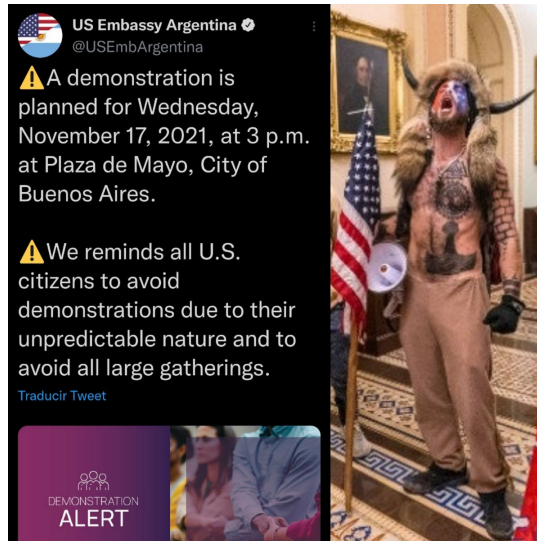 US Embassy Argentina
@USEmbArgentina
⚠️A demonstration is
planned for Wednesday,
November 17, 2021, at 3 p.m.
at Plaza de Mayo, City of
Buenos Aires.
⚠️We reminds all U.S.
citizens to avoid
demonstrations due to their
unpredictable nature and to
avoid all large gatherings.
Traducir Tweet
DEMONSTRATION
ALERT